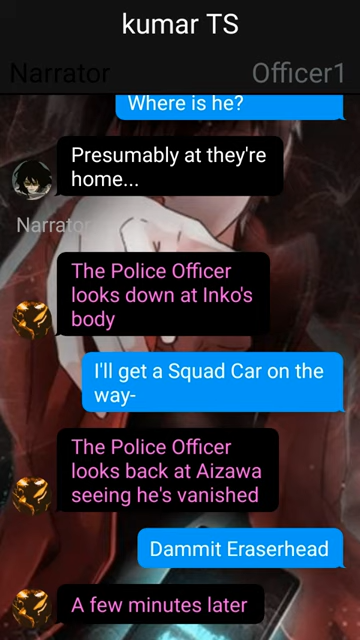 kumar TS
Narrator
Officer1
Where is he?
Presumably at they're
home...
Narrator
The Police Officer
looks down at Inko's
body
I'll get a Squad Car on the
way-
The Police Officer
looks back at Aizawa
seeing he's vanished
Dammit Eraserhead
A few minutes later